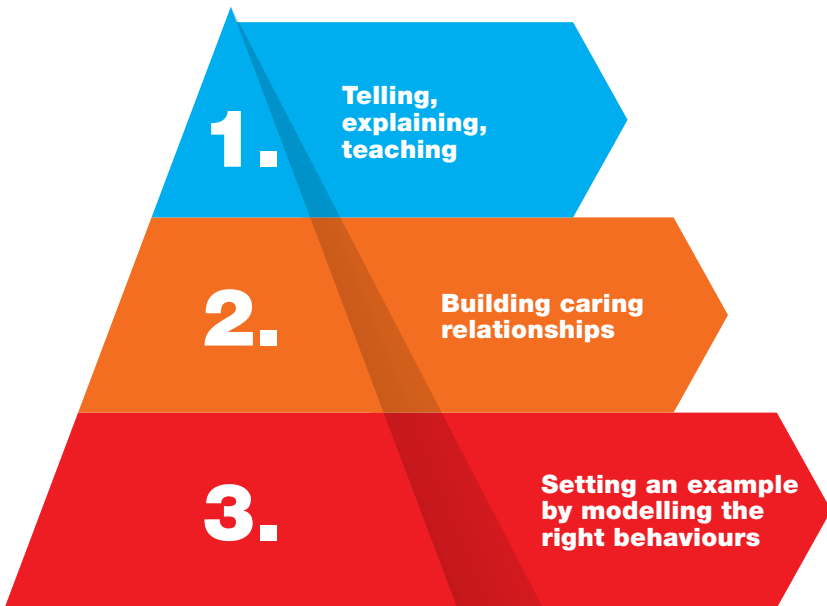 1.
Telling,
explaining,
teaching
2.
Building caring
relationships
3.
Setting an example
by modelling the
right behaviours